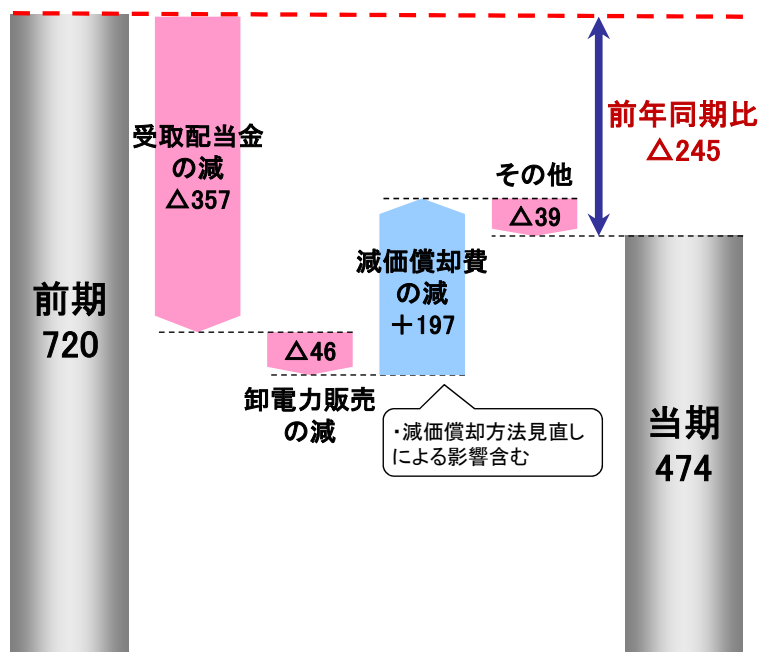 前期
720
受取配当金
の減
△357
△46
卸電力販売
の減
減価償却費
の減
＋197
・減価償却方法見直し
による影響含む
その他
△39
前年同期比
△245
当期
474